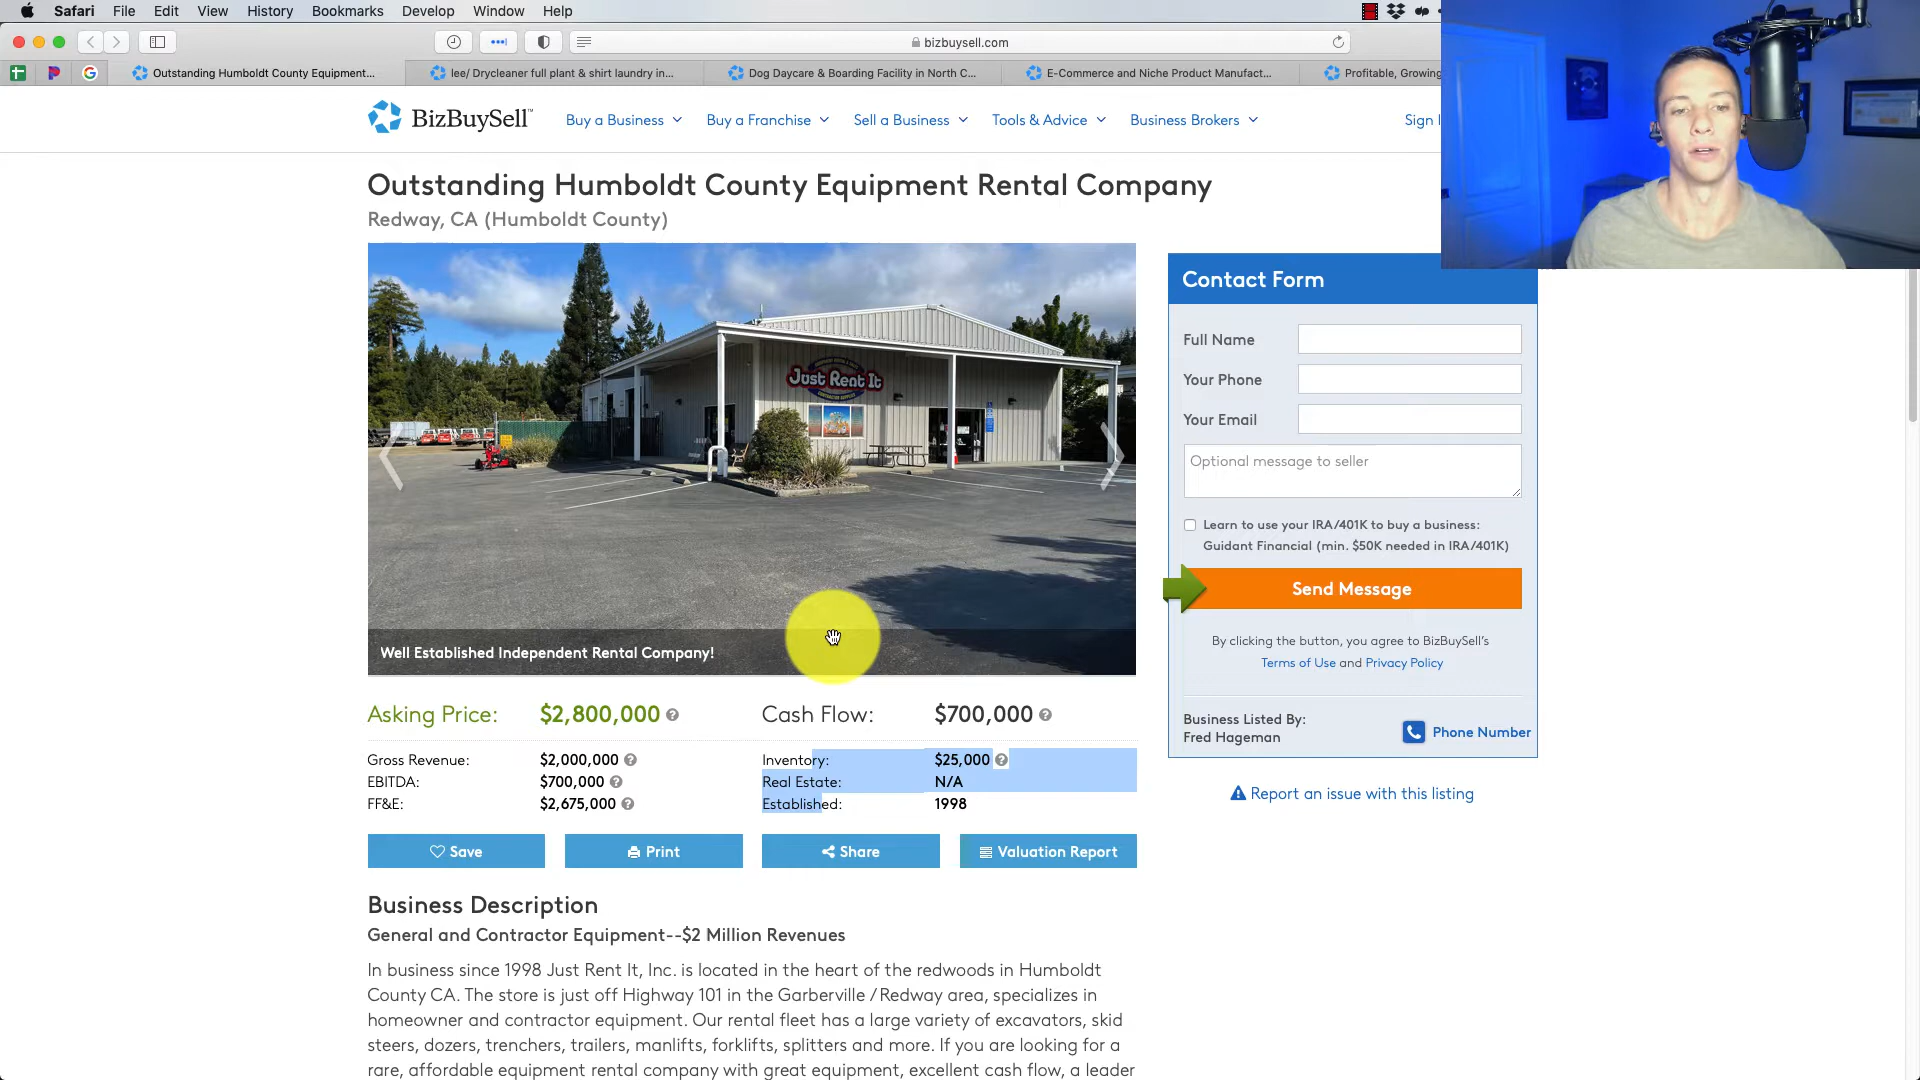 Safari File Edit View History Bookmarks Develop Window Help
bizbuysell.com
Outstanding Humboldt County Equipment... lee/ Drycleaner full plant & shirt laundry in... Dog Daycare & Boarding Facility in North C... E-Commerce and Niche Product Manufact... Profitable, Growing
BizBuySell Buy a Business Buy a Franchise Sell a Business Tools & Advice Business Brokers Sign I
Outstanding Humboldt County Equipment Rental Company
Redway, CA (Humboldt County)
Just Rent It
Well Established Independent Rental Company!
Asking Price: $2,800,000 Cash Flow: $700,000
Gross Revenue: $2,000,000 Inventory: $25,000
EBITDA: $700,000 Real Estate: N/A
FF&E: $2,675,000 Established: 1998
Save Print Share Valuation Report
Business Description
General and Contractor Equipment--$2 Million Revenues
In business since 1998 Just Rent It, Inc. is located in the heart of the redwoods in Humboldt
County CA. The store is just off Highway 101 in the Garberville / Redway area, specializes in
homeowner and contractor equipment. Our rental fleet has a large variety of excavators, skid
steers, dozers, trenchers, trailers, manlifts, forklifts, splitters and more. If you are looking for a
rare, affordable equipment rental company with great equipment, excellent cash flow, a leader
Contact Form
Full Name
Your Phone
Your Email
Optional message to seller
Learn to use your IRA/401K to buy a business:
Guidant Financial (min. $50K needed in IRA/401K)
Send Message
By clicking the button, you agree to BizBuySell's
Terms of Use and Privacy Policy
Business Listed By:
Fred Hageman
Phone Number
Report an issue with this listing